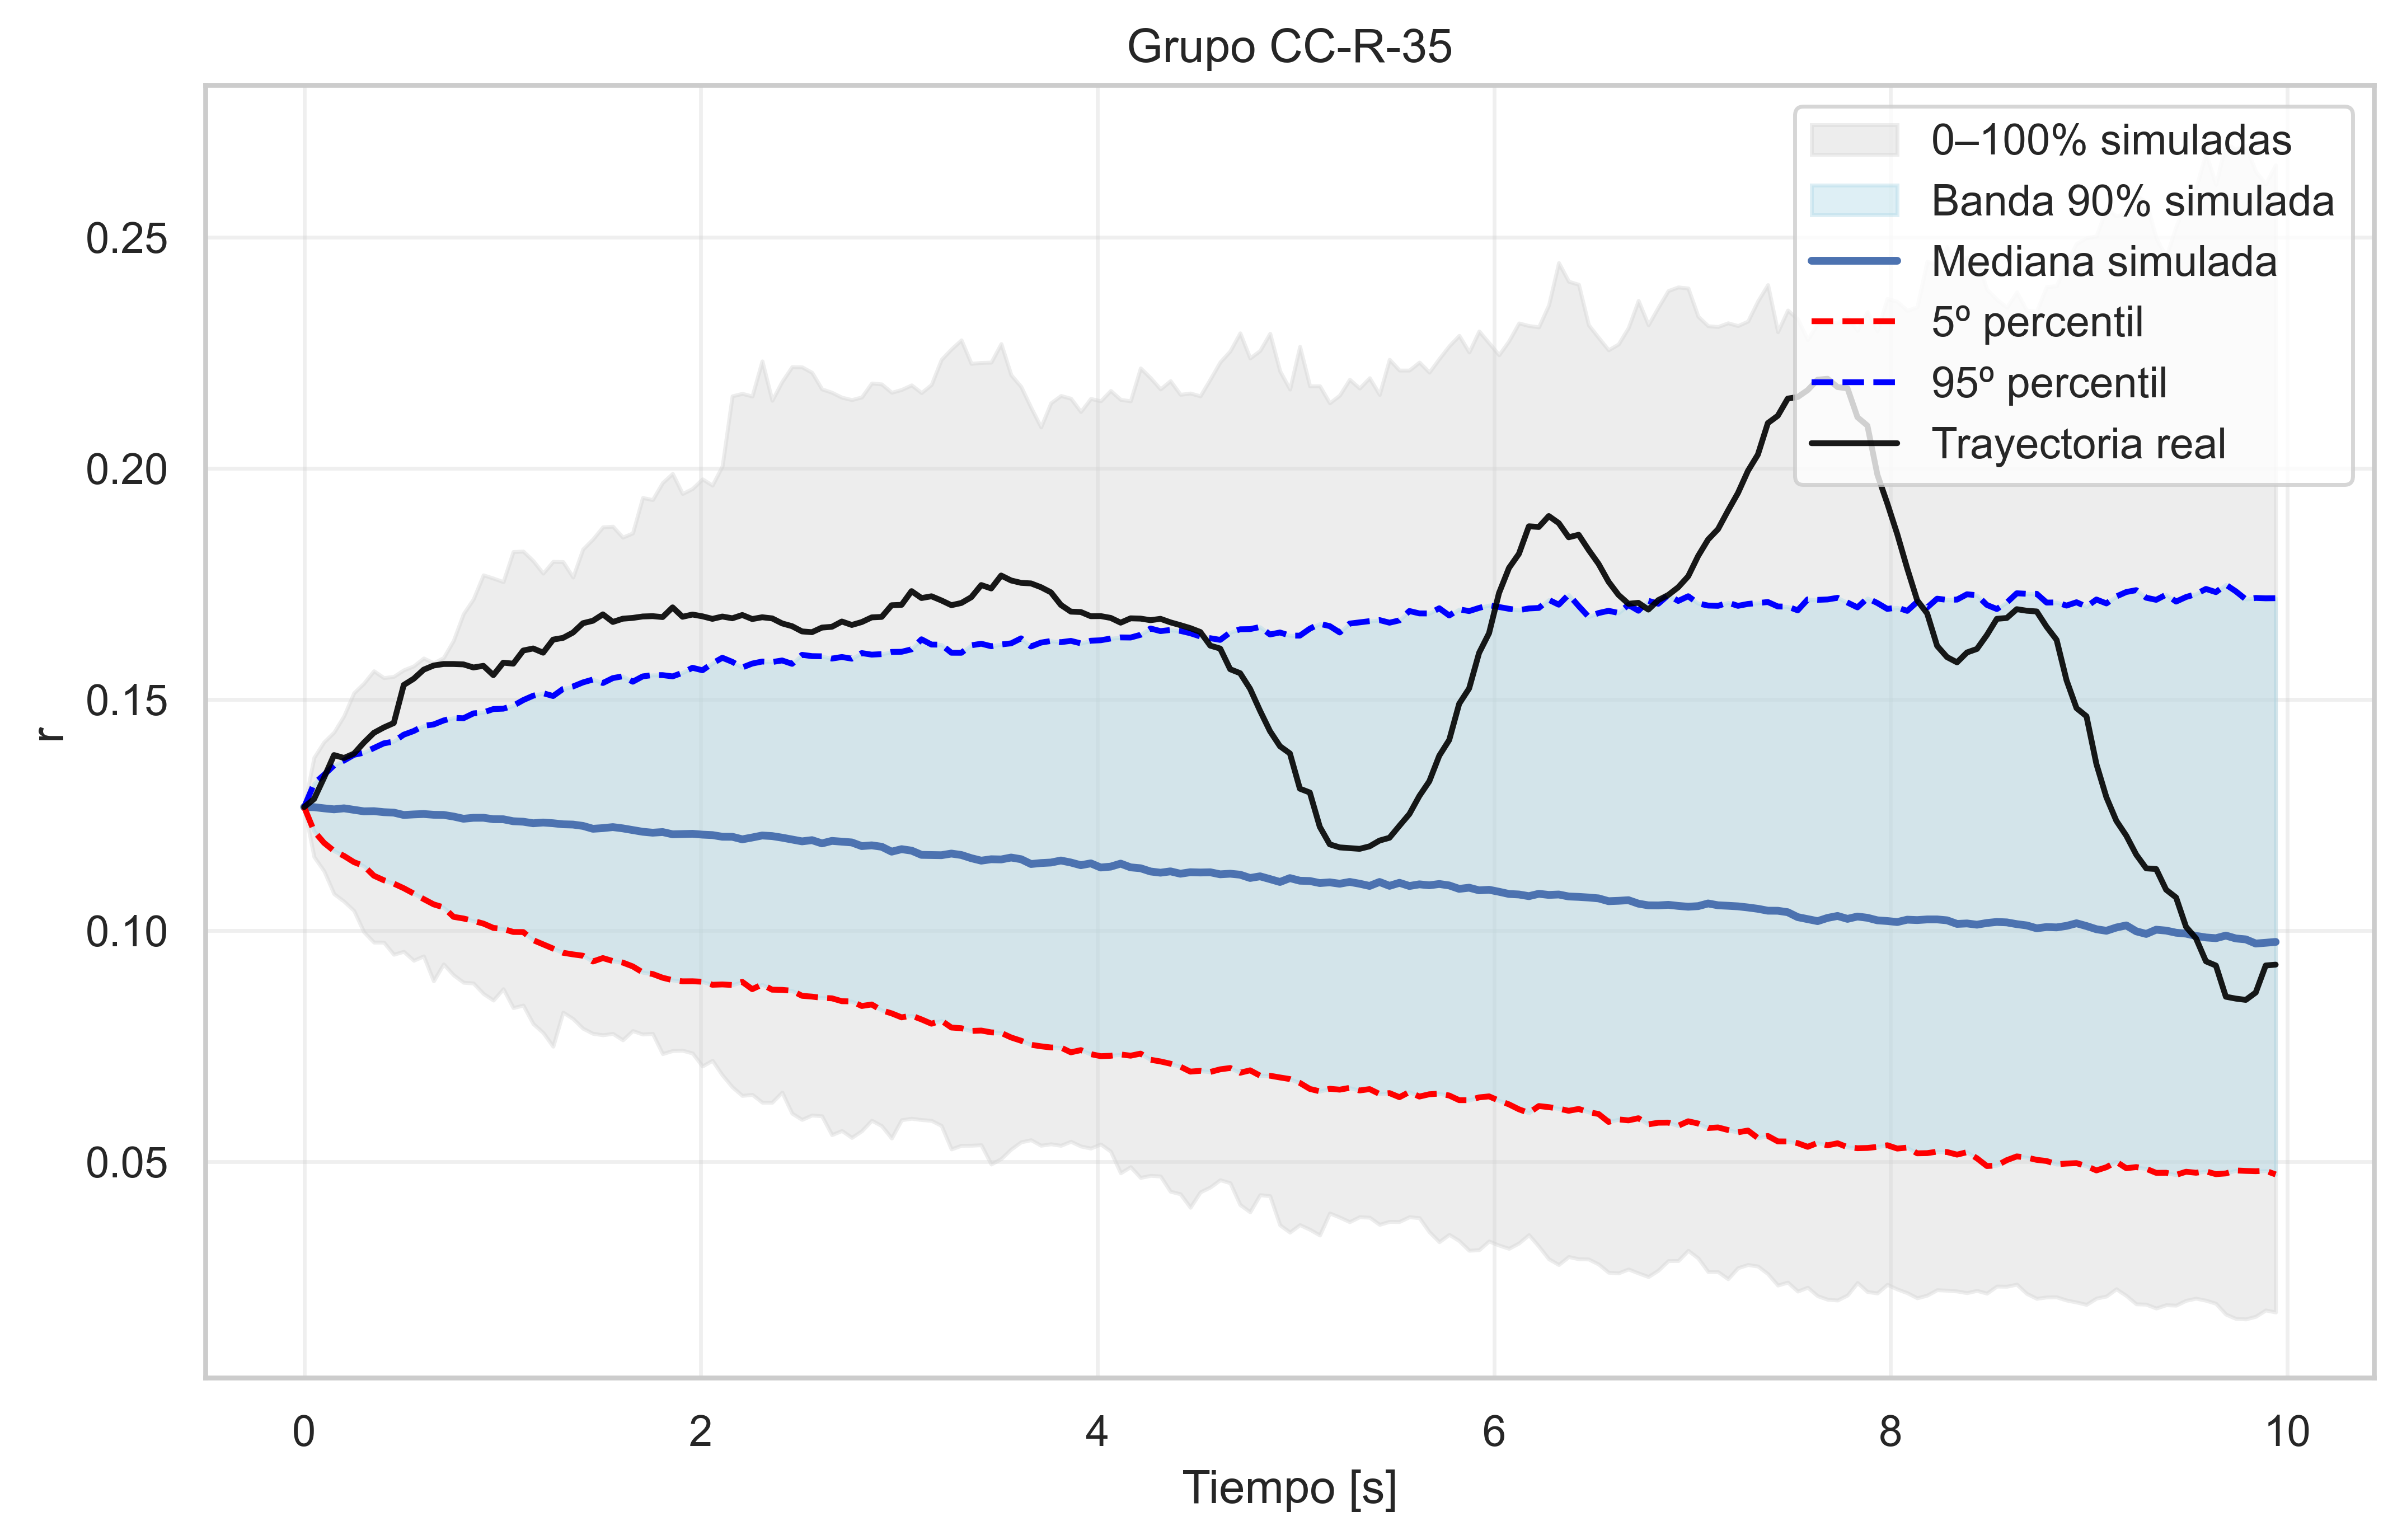 Grupo CC-R-35
0–100% simuladas
Banda 90% simulada
Mediana simulada
5º percentil
95º percentil
Trayectoria real
0.25
0.20
0.15
0.10
0.05
r
0 2 4 6 8 10
Tiempo [s]